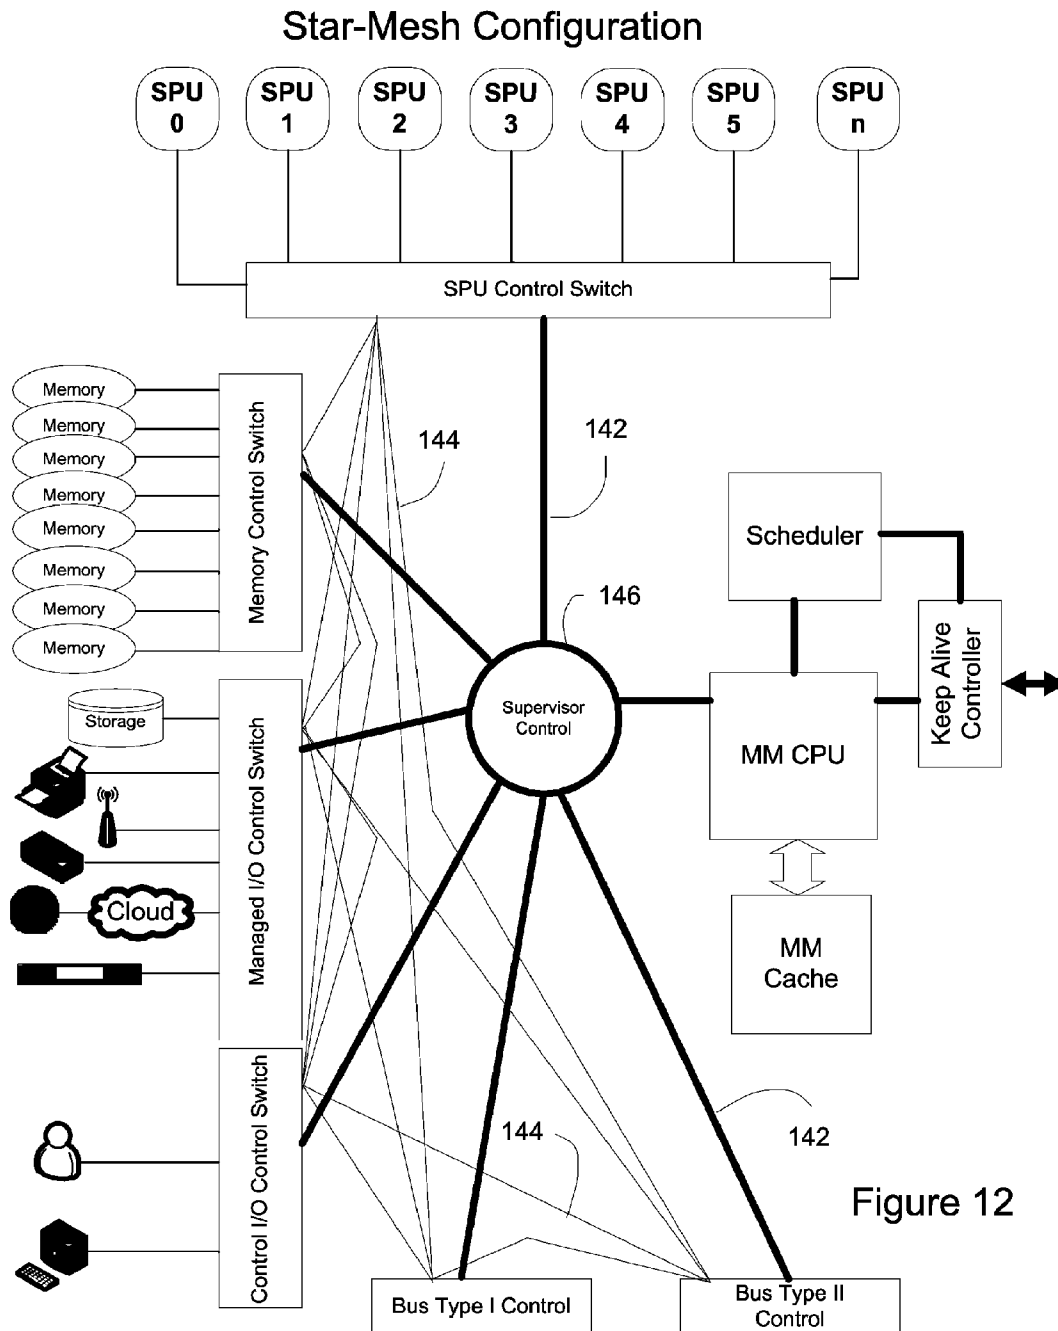 Star-Mesh Configuration
SPU
0
SPU
1
SPU
2
SPU
3
SPU
4
SPU
5
SPU
n
SPU Control Switch
Memory
Memory
Memory
Memory
Memory
Memory
Memory
Memory
Memory Control Switch
144
142
146
Scheduler
Keep Alive
Controller
Supervisor
Control
MM CPU
MM
Cache
Storage
Cloud
Managed I/O Control Switch
Control I/O Control Switch
144
142
Figure 12
Bus Type I Control
Bus Type II
Control